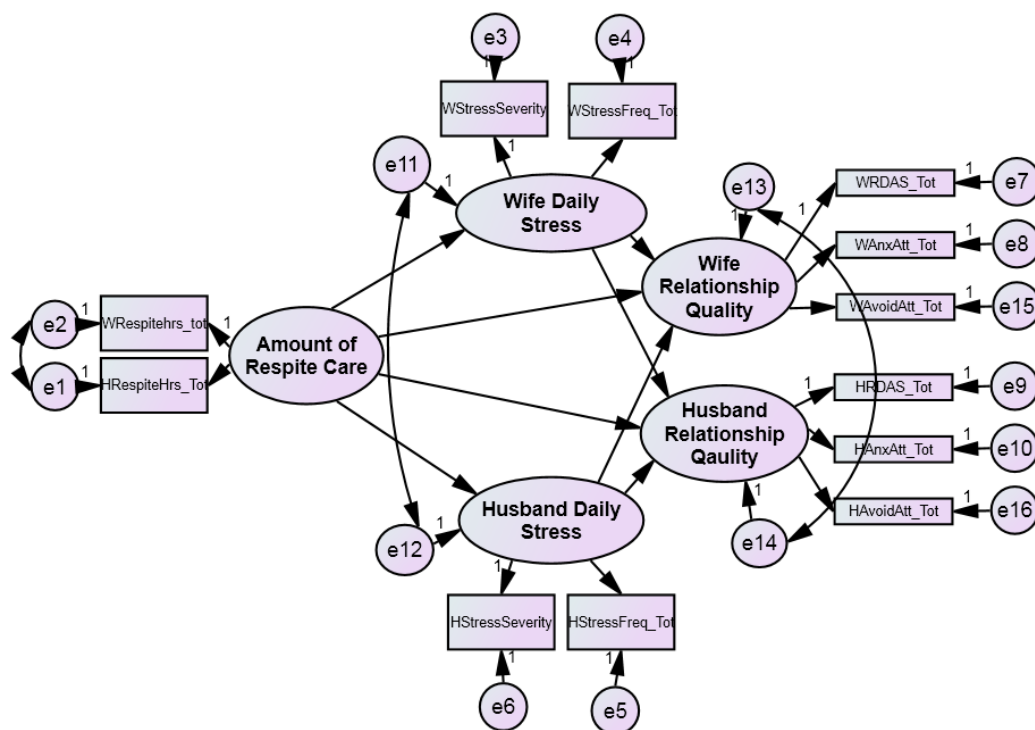 e3
e4
1
1
WStressSeverity
WStressFreq_Tot
1
e11
1
Wife Daily
Stress
e13
1
1
WRDAS_Tot
1
e7
WAnxAtt_Tot
1
e8
Wife
Relationship
Quality
WAvoidAtt_Tot
1
e15
e2
1
WRespitehrs_tot
1
e1
1
HRespiteHrs_Tot
Amount of
Respite Care
Husband
Relationship
Qaulity
1
HRDAS_Tot
1
e9
HAnxAtt_Tot
1
e10
HAvoidAtt_Tot
1
e16
1
e14
e12
1
Husband Daily
Stress
1
HStressSeverity
HStressFreq_Tot
1
1
e6
e5